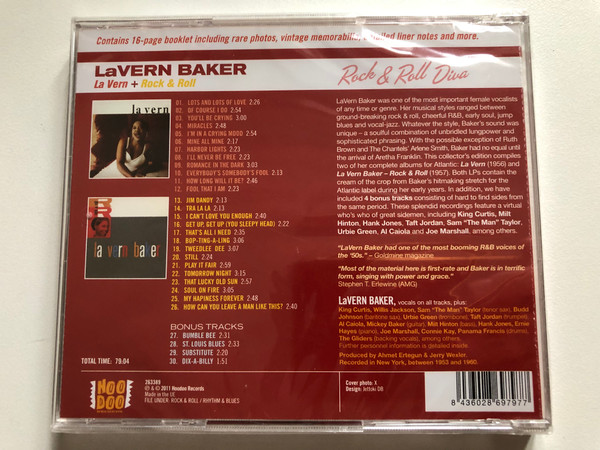 Contains 16-page booklet including rare photos, vintage memorabilia, detailed liner notes and more.
LaVERN BAKER
La Vern + Rock & Roll
Rock & Roll Diva
la vern
01. LOTS AND LOTS OF LOVE 2:26
02. OF COURSE I DO 2:54
03. YOU'LL BE CRYING 3:00
04. MIRACLES 2:48
05. I'M IN A CRYING MOOD 2:54
06. MINE ALL MINE 2:17
07. HARBOR LIGHTS 2:23
08. I'LL NEVER BE FREE 2:23
09. ROMANCE IN THE DARK 3:03
10. EVERYBODY'S SOMEBODY'S FOOL 2:13
11. HOW LONG WILL IT BE? 2:46
12. FOOL THAT I AM 2:23
la vern baker
13. JIM DANDY 2:13
14. TRA LA LA 2:13
15. I CAN'T LOVE YOU ENOUGH 2:40
16. GET UP, GET UP (YOU SLEEPY HEAD) 2:22
17. THAT'S ALL I NEED 2:35
18. BOP-TING-A-LING 3:06
19. TWEEDLEE DEE 3:07
20. STILL 2:24
21. PLAY IT FAIR 2:59
22. TOMORROW NIGHT 3:15
23. THAT LUCKY OLD SUN 2:57
24. SOUL ON FIRE 3:05
25. MY HAPINESS FOREVER 2:48
26. HOW CAN YOU LEAVE A MAN LIKE THIS? 2:40
BONUS TRACKS
27. BUMBLE BEE 2:31
28. ST. LOUIS BLUES 2:33
29. SUBSTITUTE 2:20
30. DIX-A-BILLY 1:51
TOTAL TIME: 79:04
LaVern Baker was one of the most important female vocalists
of any time or genre. Her musical styles ranged between
ground-breaking rock & roll, cheerful R&B, early soul, jump
blues and vocal-jazz. Whatever the style, Baker's sound was
unique – a soulful combination of unbridled lungpower and
sophisticated phrasing. With the possible exception of Ruth
Brown and The Chantels' Arlene Smith, Baker had no equal until
the arrival of Aretha Franklin. This collector's edition compiles
two of her complete albums for Atlantic: La Vern (1956) and
La Vern Baker – Rock & Roll (1957). Both LPs contain the
cream of the crop from Baker's hitmaking stretch for the
Atlantic label during her early years. In addition, we have
included 4 bonus tracks consisting of hard to find sides from
the same period. These splendid recordings feature a virtual
who's who of great sidemen, including King Curtis, Milt
Hinton, Hank Jones, Taft Jordan, Sam "The Man" Taylor,
Urbie Green, Al Caiola and Joe Marshall, among others.
"LaVern Baker had one of the most booming R&B voices of
the '50s." – Goldmine magazine
"Most of the material here is first-rate and Baker is in terrific
form, singing with power and grace."
Stephen T. Erlewine (AMG)
LaVERN BAKER, vocals on all tracks, plus:
King Curtis, Willis Jackson, Sam "The Man" Taylor (tenor sax), Budd
Johnson (baritone sax), Urbie Green (trombone), Taft Jordan (trumpet),
Al Caiola, Mickey Baker (guitar), Milt Hinton (bass), Hank Jones, Ernie
Hayes (piano), Joe Marshall, Connie Kay, Panama Francis (drums),
The Gliders (backing vocals), among others.
Further personnel information is detailed inside.
Produced by Ahmet Ertegun & Jerry Wexler.
Recorded in New York, between 1953 and 1960.
HOO
DOO
263389
℗ & © 2011 Hoodoo Records
Made in the UE
FILE UNDER: ROCK & ROLL / RHYTHM & BLUES
Cover photo: X
Design: Jottoki GB
8 436028 697977